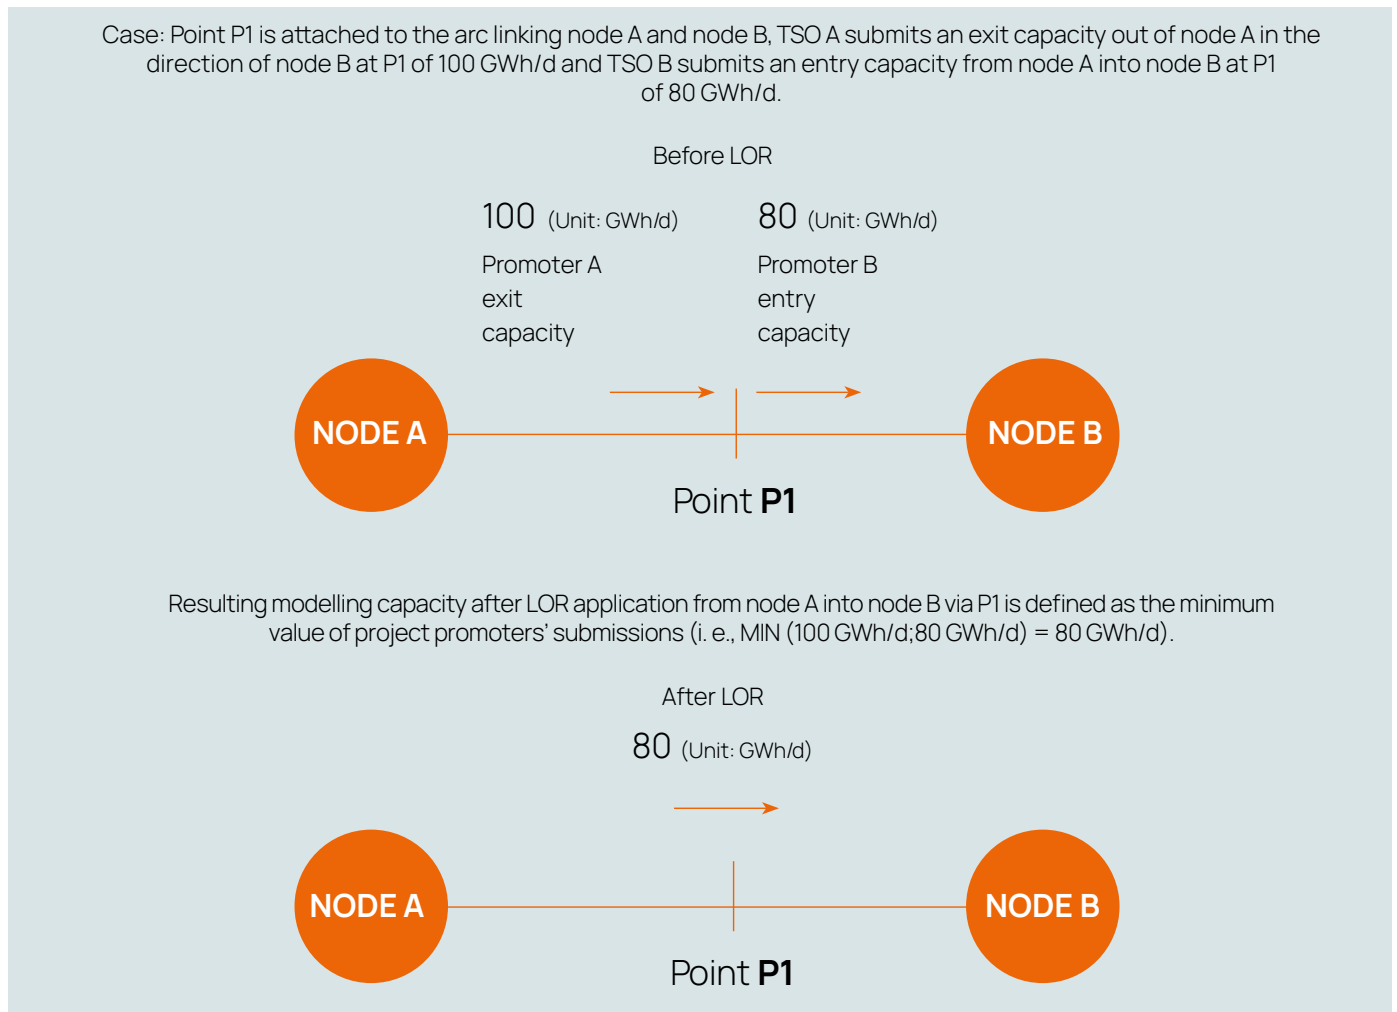 Case: Point P1 is attached to the arc linking node A and node B, TSO A submits an exit capacity out of node A in the
direction of node B at P1 of 100 GWh/d and TSO B submits an entry capacity from node A into node B at P1
of 80 GWh/d.
Before LOR
100 (Unit: GWh/d)
Promoter A
exit
capacity
80 (Unit: GWh/d)
Promoter B
entry
capacity
NODE A
NODE B
Point P1
Resulting modelling capacity after LOR application from node A into node B via P1 is defined as the minimum
value of project promoters' submissions (i. e., MIN (100 GWh/d;80 GWh/d) = 80 GWh/d).
After LOR
80 (Unit: GWh/d)
NODE A
NODE B
Point P1